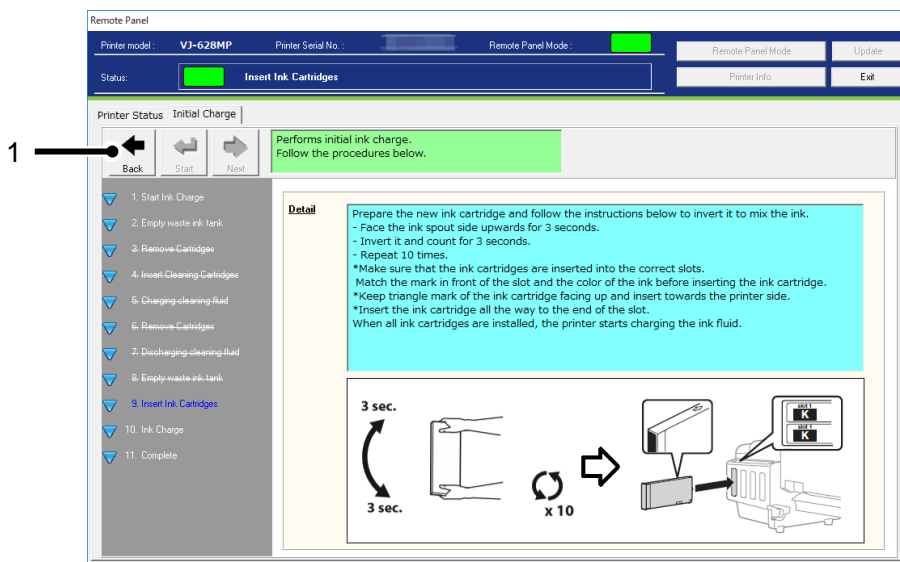 Remote Panel
Printer model : VJ-628MP Printer Serial No. : Remote Panel Mode :
Remote Panel Mode Update
Status: Insert Ink Cartridges
Printer Info. Exit
Printer Status Initial Charge
1
Back Start Next
Performs initial ink charge.
Follow the procedures below.
1. Start Ink Charge
2. Empty waste ink tank
3. Remove Cartridges
4. Insert Cleaning Cartridges
5. Charging cleaning fluid
6. Remove Cartridges
7. Discharging cleaning fluid
8. Empty waste ink tank
9. Insert Ink Cartridges
10. Ink Charge
11. Complete
Detail
Prepare the new ink cartridge and follow the instructions below to invert it to mix the ink.
- Face the ink spout side upwards for 3 seconds.
- Invert it and count for 3 seconds.
- Repeat 10 times.
*Make sure that the ink cartridges are inserted into the correct slots.
Match the mark in front of the slot and the color of the ink before inserting the ink cartridge.
*Keep triangle mark of the ink cartridge facing up and insert towards the printer side.
*Insert the ink cartridge all the way to the end of the slot.
When all ink cartridges are installed, the printer starts charging the ink fluid.
3 sec.
3 sec.
x 10
slot 1
K
slot 1
K